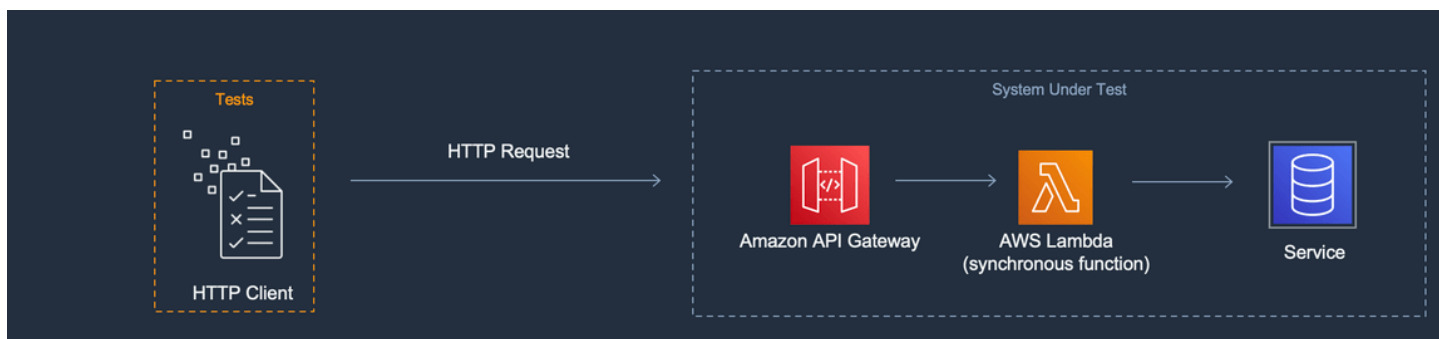 Tests
HTTP Client
HTTP Request
System Under Test
Amazon API Gateway
AWS Lambda
(synchronous function)
Service